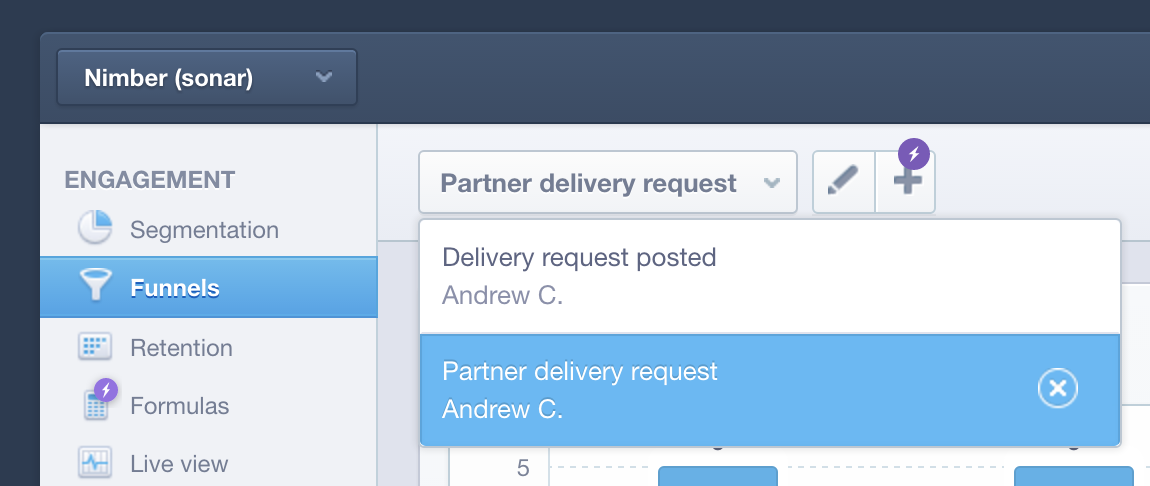 Nimber (sonar)
ENGAGEMENT
Segmentation
Funnels
Retention
Formulas
Live view
Partner delivery request
Delivery request posted
Andrew C.
Partner delivery request
Andrew C.
5